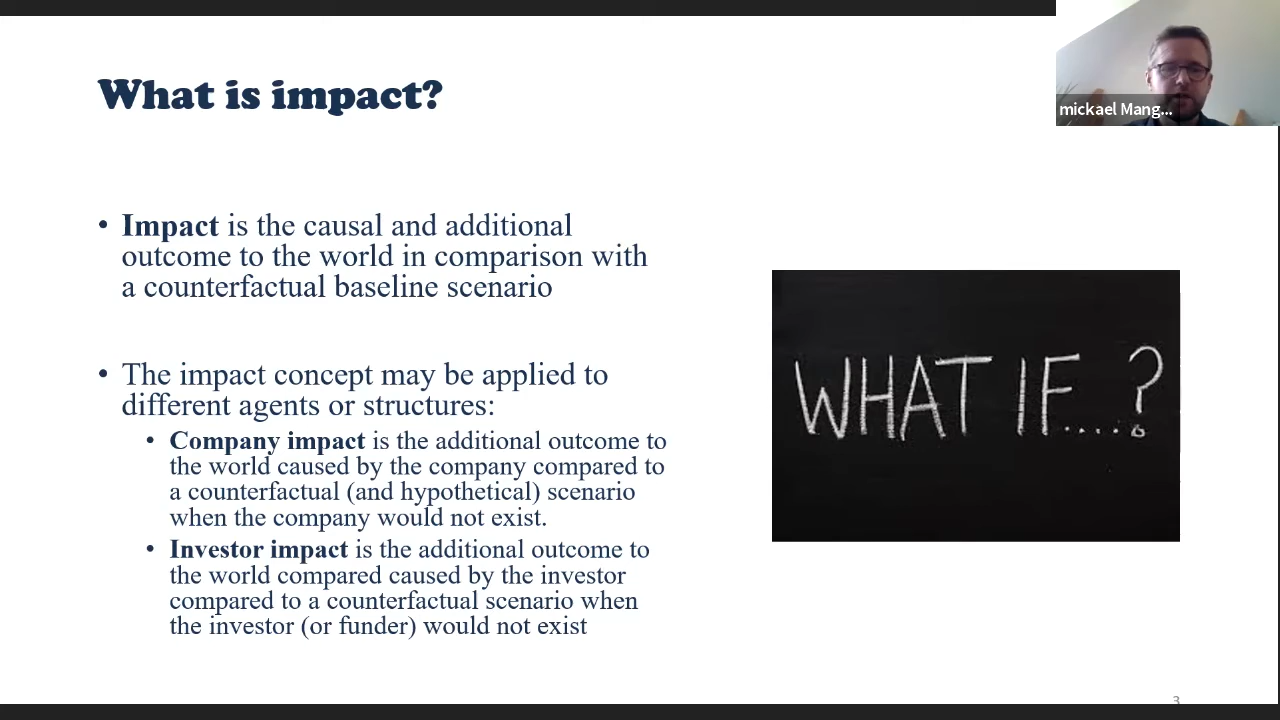 What is impact?
mickael Mang...
• Impact is the causal and additional
outcome to the world in comparison with
a counterfactual baseline scenario
• The impact concept may be applied to
different agents or structures:
• Company impact is the additional outcome to
the world caused by the company compared to
a counterfactual (and hypothetical) scenario
when the company would not exist.
• Investor impact is the additional outcome to
the world compared caused by the investor
compared to a counterfactual scenario when
the investor (or funder) would not exist
WHAT IF....?
3